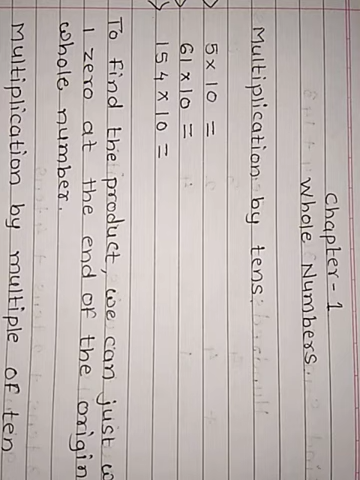 Chapter - 1
Whole Numbers
Multiplication by tens
5 x 10 =
61 x 10 =
154 x 10 =
To find the product, we can just
1 zero at the end of the origin
whole number.
Multiplication by multiple of ten